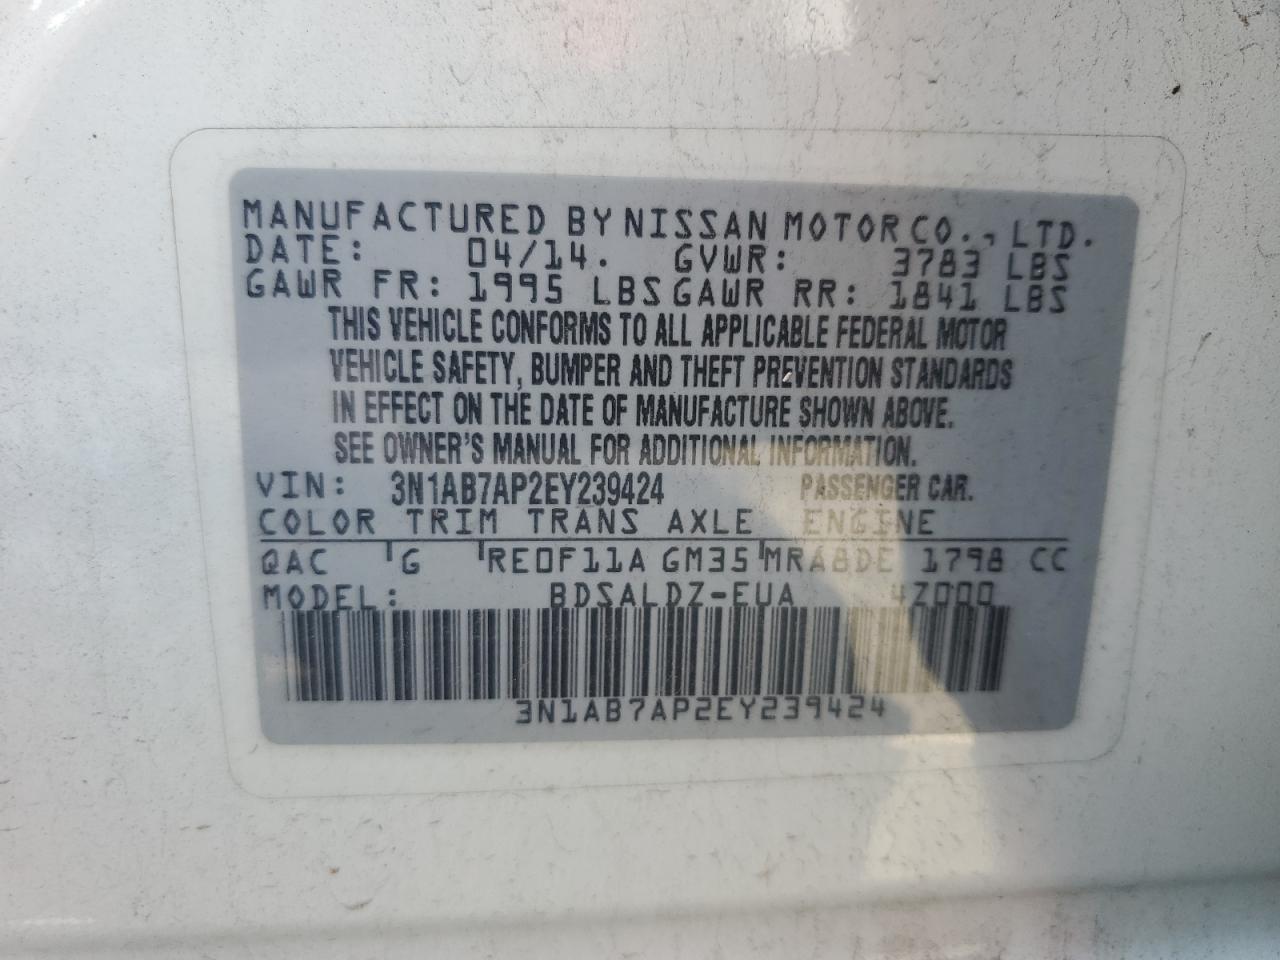 MANUFACTURED BY NISSAN MOTOR CO., LTD.
DATE: 04/14. GVWR: 3783 LBS
GAWR FR: 1995 LBS GAWR RR: 1841 LBS
THIS VEHICLE CONFORMS TO ALL APPLICABLE FEDERAL MOTOR
VEHICLE SAFETY, BUMPER AND THEFT PREVENTION STANDARDS
IN EFFECT ON THE DATE OF MANUFACTURE SHOWN ABOVE.
SEE OWNER'S MANUAL FOR ADDITIONAL INFORMATION.
VIN: 3N1AB7AP2EY239424 PASSENGER CAR.
COLOR TRIM TRANS AXLE ENGINE
QAC G RE0F11A GM35 MRA8DE 1798 CC
MODEL: BDSALDZ-EUA 4Z000
3N1AB7AP2EY239424